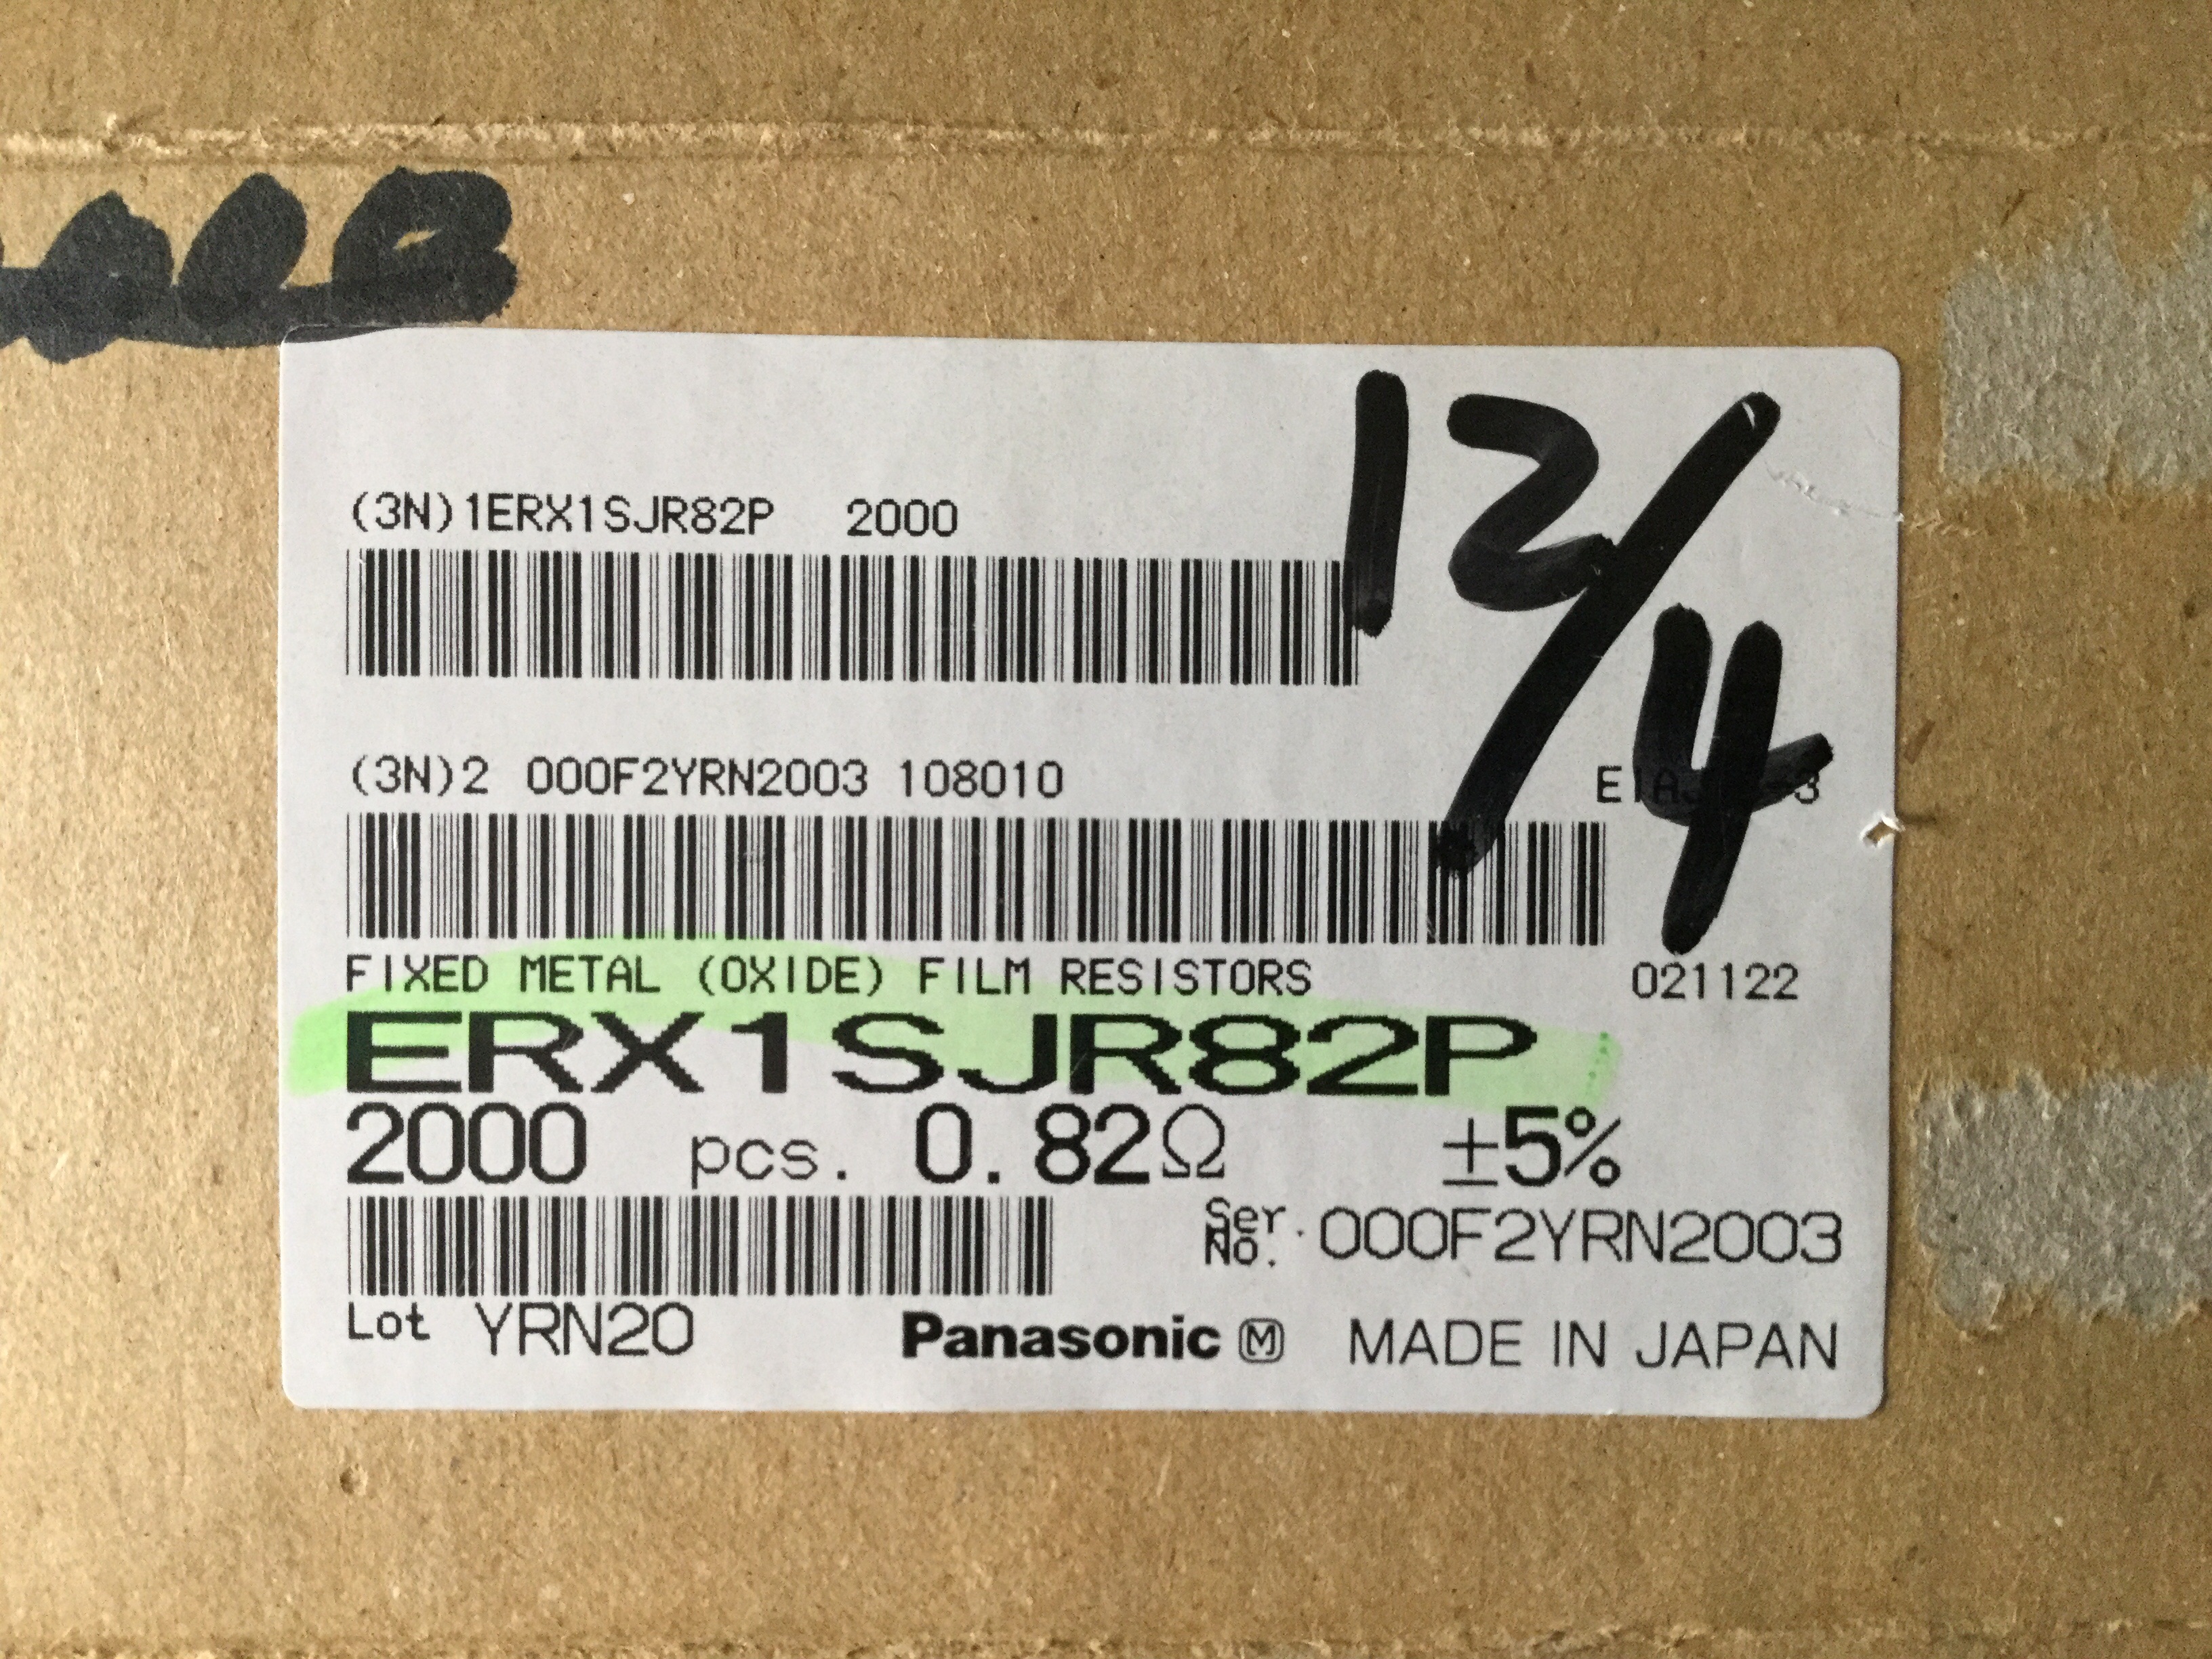 12/4
(3N)1ERX1SJR82P 2000
(3N)2 000F2YRN2003 108010
FIXED METAL (OXIDE) FILM RESISTORS 021122
ERX1SJR82P
2000 pcs. 0.82Ω ±5%
Ser. No. 000F2YRN2003
Lot YRN20 Panasonic M MADE IN JAPAN